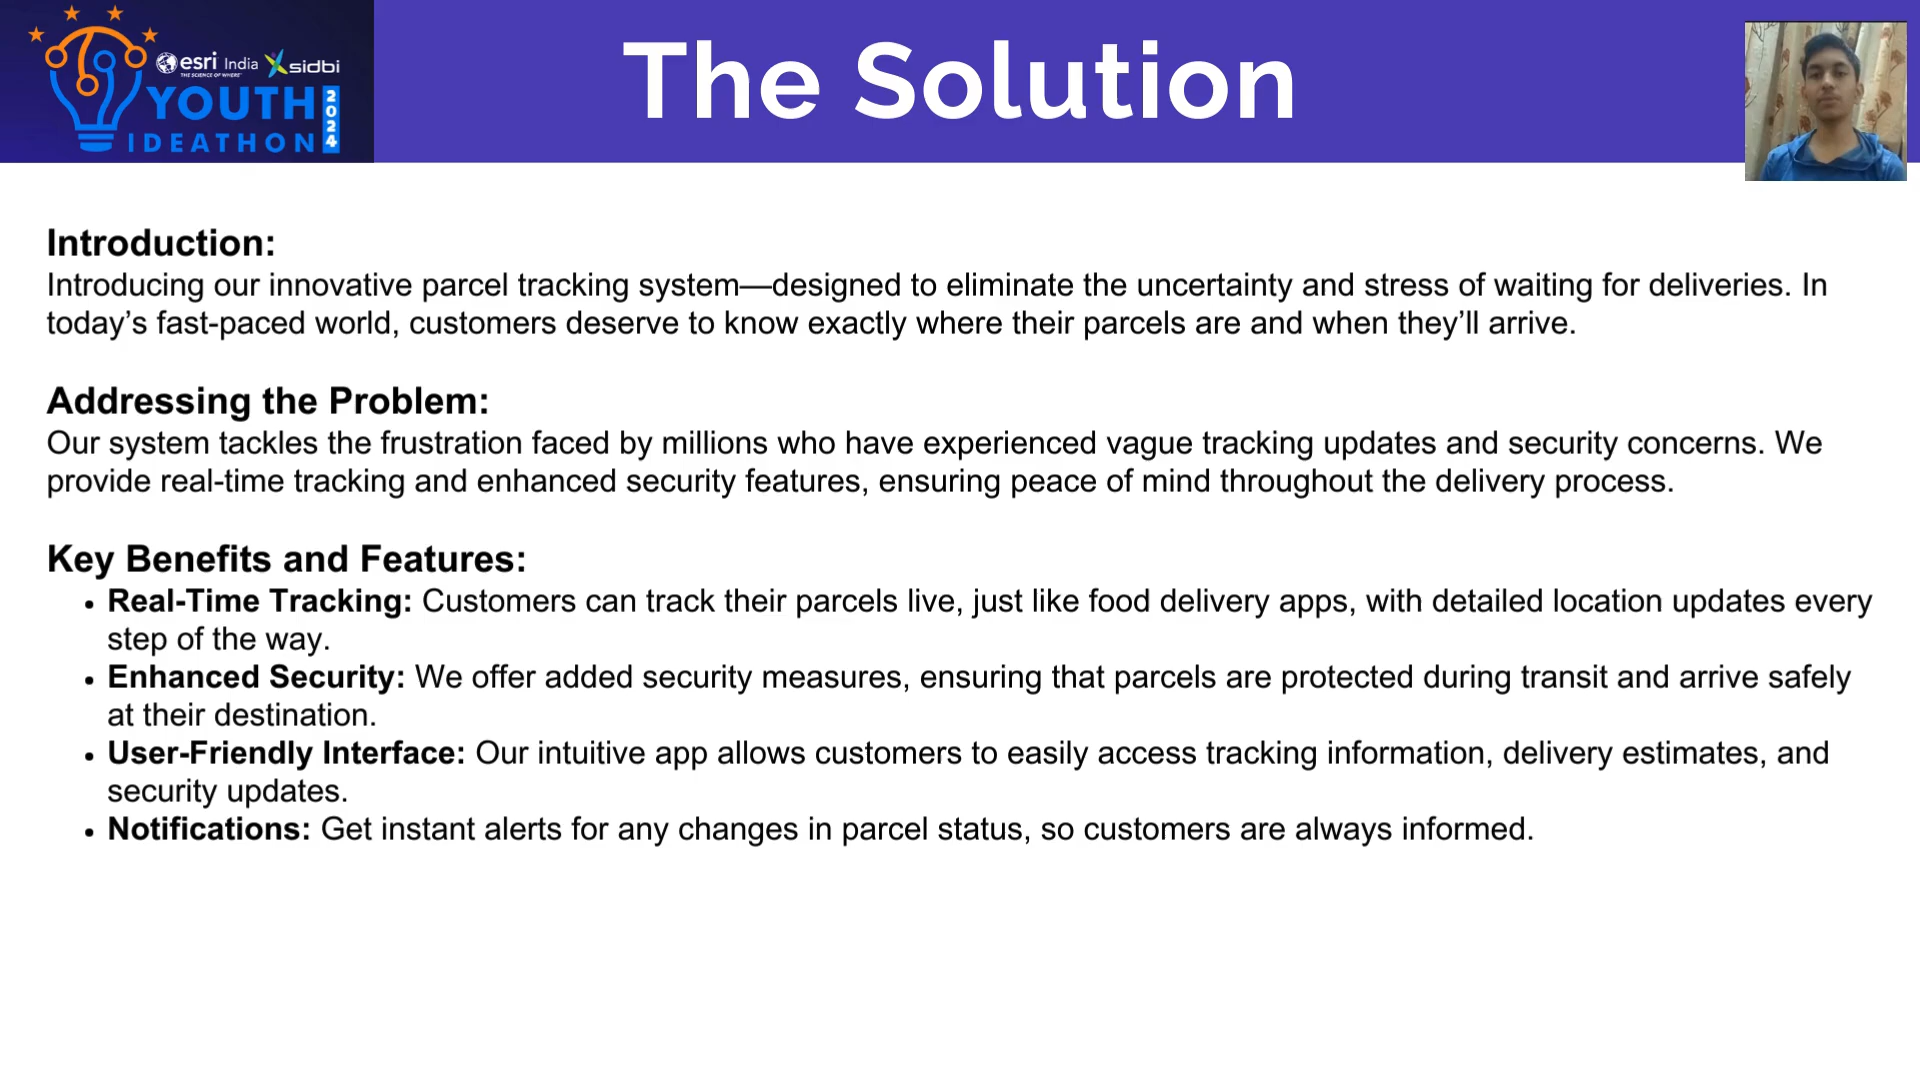 esri India sidbi
THE SCIENCE OF WHERE
YOUTH
IDEATHON
2024
The Solution
Introduction:
Introducing our innovative parcel tracking system—designed to eliminate the uncertainty and stress of waiting for deliveries. In
today’s fast-paced world, customers deserve to know exactly where their parcels are and when they’ll arrive.
Addressing the Problem:
Our system tackles the frustration faced by millions who have experienced vague tracking updates and security concerns. We
provide real-time tracking and enhanced security features, ensuring peace of mind throughout the delivery process.
Key Benefits and Features:
• Real-Time Tracking: Customers can track their parcels live, just like food delivery apps, with detailed location updates every
step of the way.
• Enhanced Security: We offer added security measures, ensuring that parcels are protected during transit and arrive safely
at their destination.
• User-Friendly Interface: Our intuitive app allows customers to easily access tracking information, delivery estimates, and
security updates.
• Notifications: Get instant alerts for any changes in parcel status, so customers are always informed.